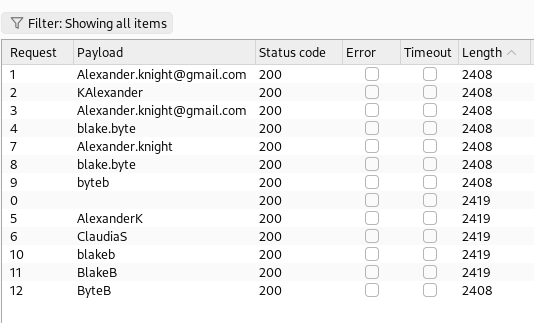 Filter: Showing all items
Request Payload Status code Error Timeout Length
1 Alexander.knight@gmail.com 200 2408
2 KAlexander 200 2408
3 Alexander.knight@gmail.com 200 2408
4 blake.byte 200 2408
7 Alexander.knight 200 2408
8 blake.byte 200 2408
9 byteb 200 2408
0 200 2419
5 AlexanderK 200 2419
6 ClaudiaS 200 2419
10 blakeb 200 2419
11 BlakeB 200 2419
12 ByteB 200 2408